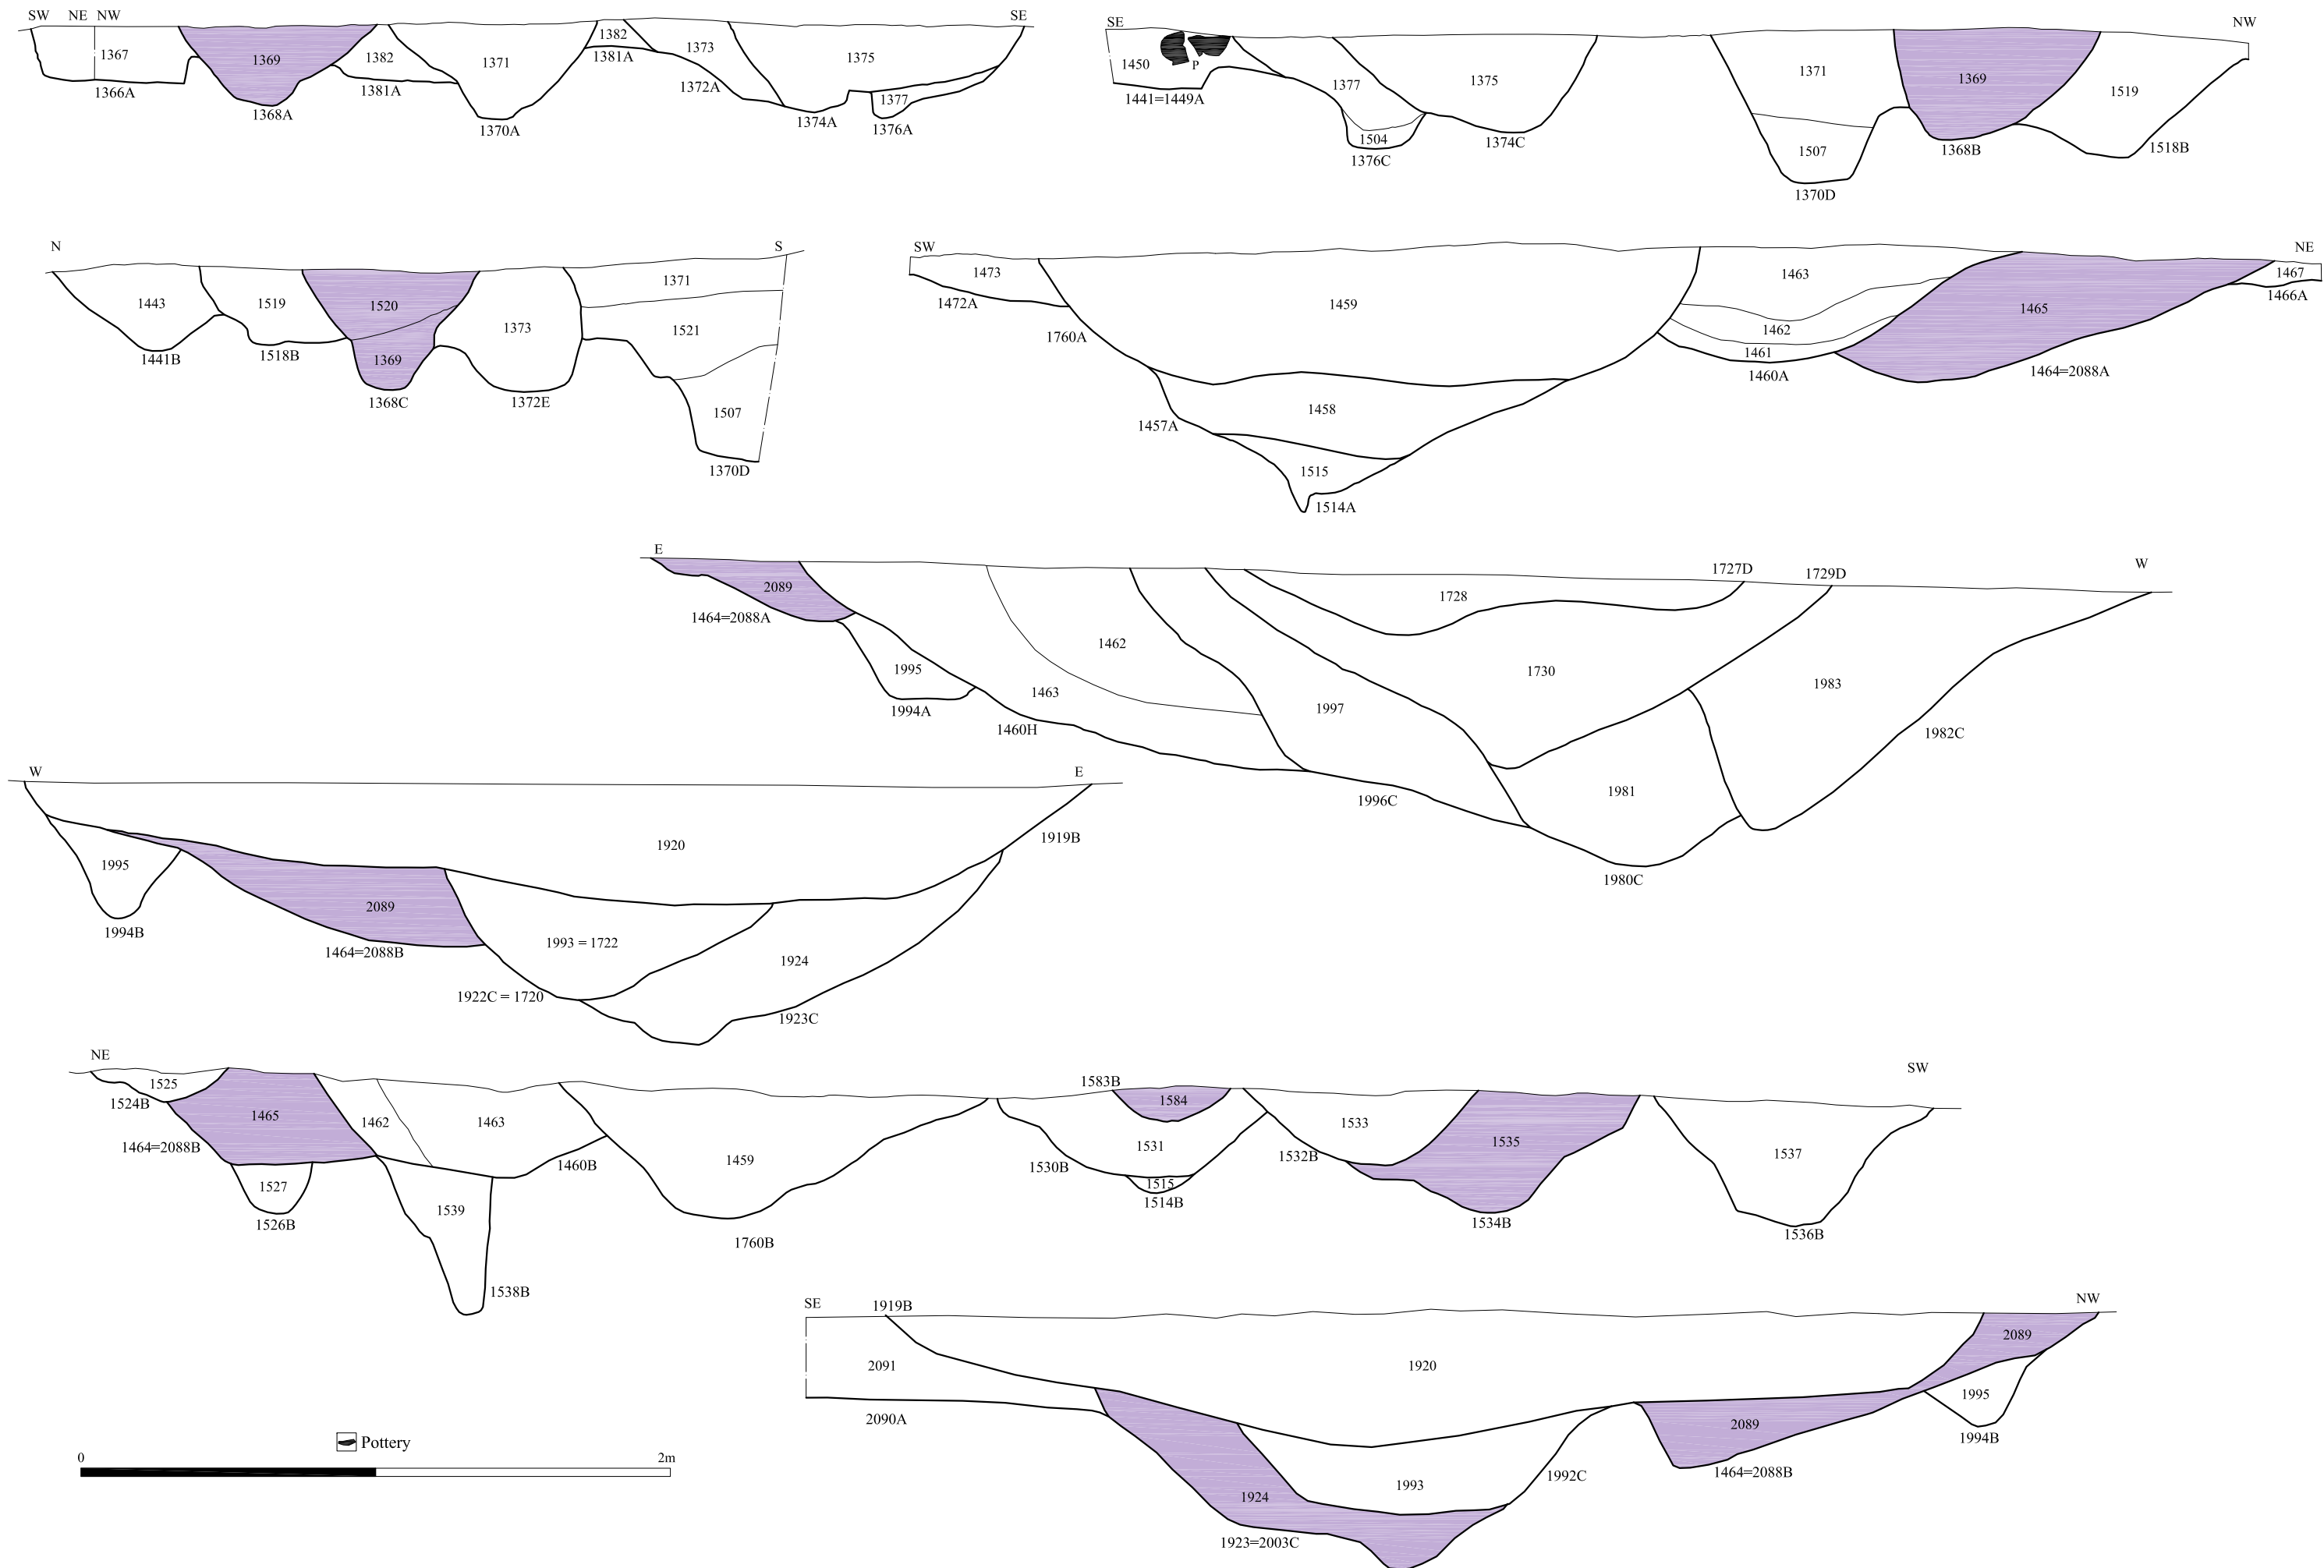 SW NE NW SE
1367 1369 1382 1371 1382 1373 1375
1366A 1368A 1381A 1370A 1381A 1372A 1374A 1377 1376A
SE NW
1450 P 1377 1375 1371 1369 1519
1441=1449A 1504 1376C 1374C 1507 1370D 1368B 1518B
N S
1443 1519 1520 1373 1371
1521
1369
1441B 1518B 1368C 1372E 1507
1370D
SW NE
1473 1459 1463 1465 1467
1472A 1760A 1462 1466A
1461
1460A 1464=2088A
1457A 1458
1515
1514A
E W
2089 1728 1727D 1729D
1464=2088A 1462
1995 1463 1997 1730 1983
1994A 1460H 1982C
1996C 1981
1980C
W E
1920 1919B
1995
2089
1994B 1464=2088B 1993 = 1722 1924
1922C = 1720 1923C
NE SW
1525 1583B 1584
1524B 1465 1462 1463 1531 1533 1535
1464=2088B 1460B 1459 1530B 1532B 1537
1527 1539 1515
1526B 1760B 1514B 1534B 1536B
1538B
SE 1919B NW
2089
2091 1920
1995
2090A 2089 1994B
1992C 1464=2088B
1924 1993
1923=2003C
Pottery
0 2m